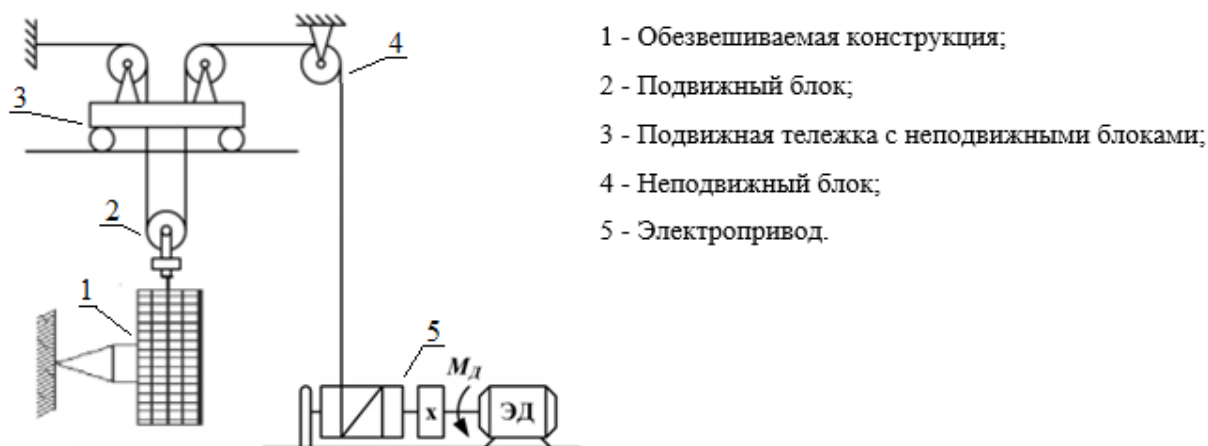 1 - Обезвешиваемая конструкция;
2 - Подвижный блок;
3 - Подвижная тележка с неподвижными блоками;
4 - Неподвижный блок;
5 - Электропривод.
4
3
2
1
5
Mд
x
ЭД